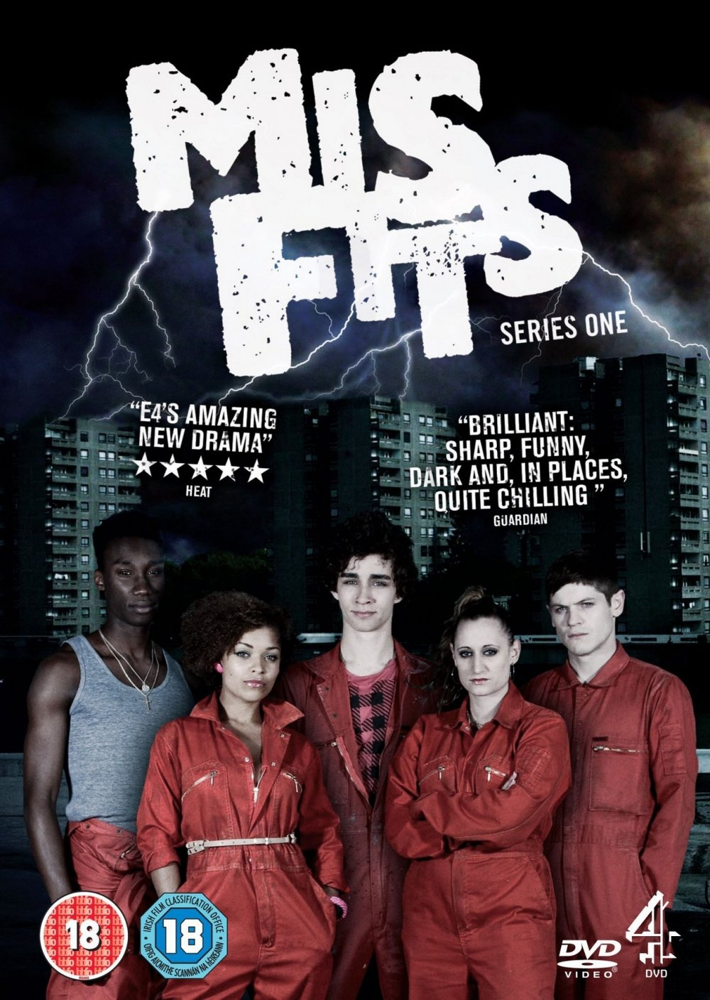 MIS
FITS
SERIES ONE
"E4'S AMAZING
NEW DRAMA"
HEAT
"BRILLIANT:
SHARP, FUNNY,
DARK AND, IN PLACES,
QUITE CHILLING "
GUARDIAN
bbfc
18
IRISH FILM CLASSIFICATION OFFICE
18
OIFIG AICMITHE SCANNÁN NA hÉIREANN
DVD
VIDEO®
4
DVD